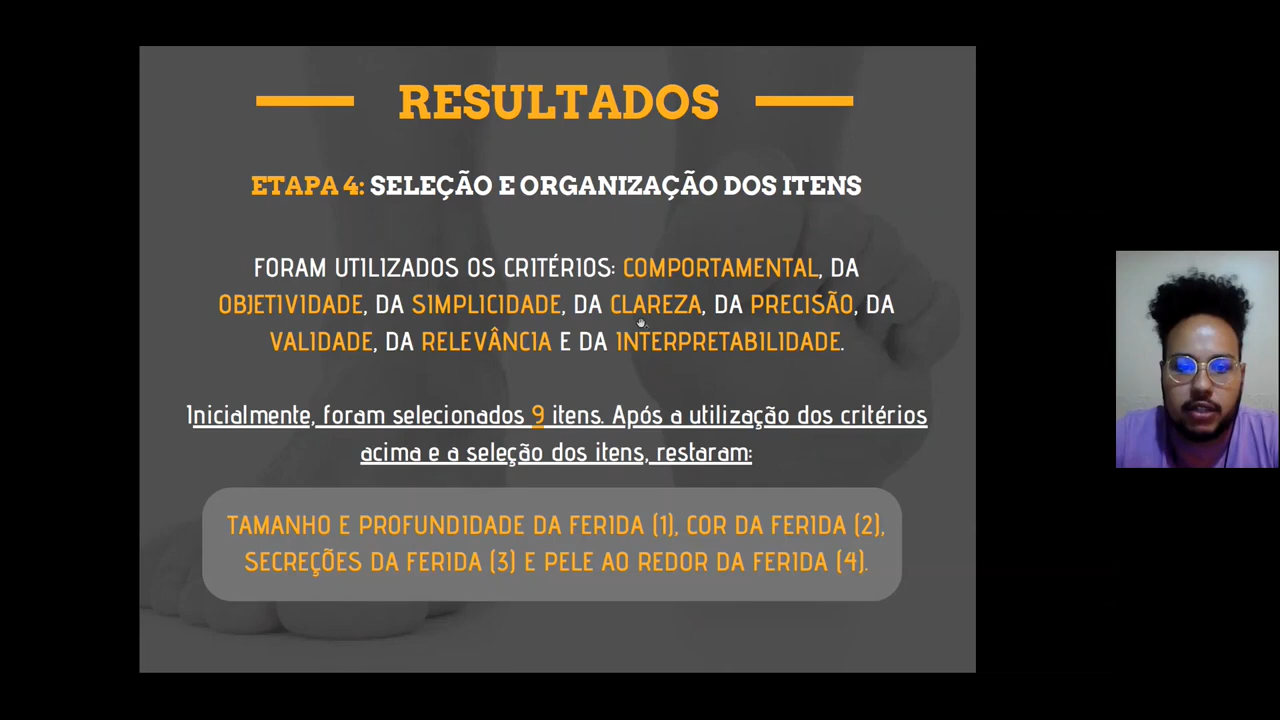 RESULTADOS
ETAPA 4: SELEÇÃO E ORGANIZAÇÃO DOS ITENS
FORAM UTILIZADOS OS CRITÉRIOS: COMPORTAMENTAL, DA
OBJETIVIDADE, DA SIMPLICIDADE, DA CLAREZA, DA PRECISÃO, DA
VALIDADE, DA RELEVÂNCIA E DA INTERPRETABILIDADE.
Inicialmente, foram selecionados 9 itens. Após a utilização dos critérios
acima e a seleção dos itens, restaram:
TAMANHO E PROFUNDIDADE DA FERIDA (1), COR DA FERIDA (2),
SECREÇÕES DA FERIDA (3) E PELE AO REDOR DA FERIDA (4).